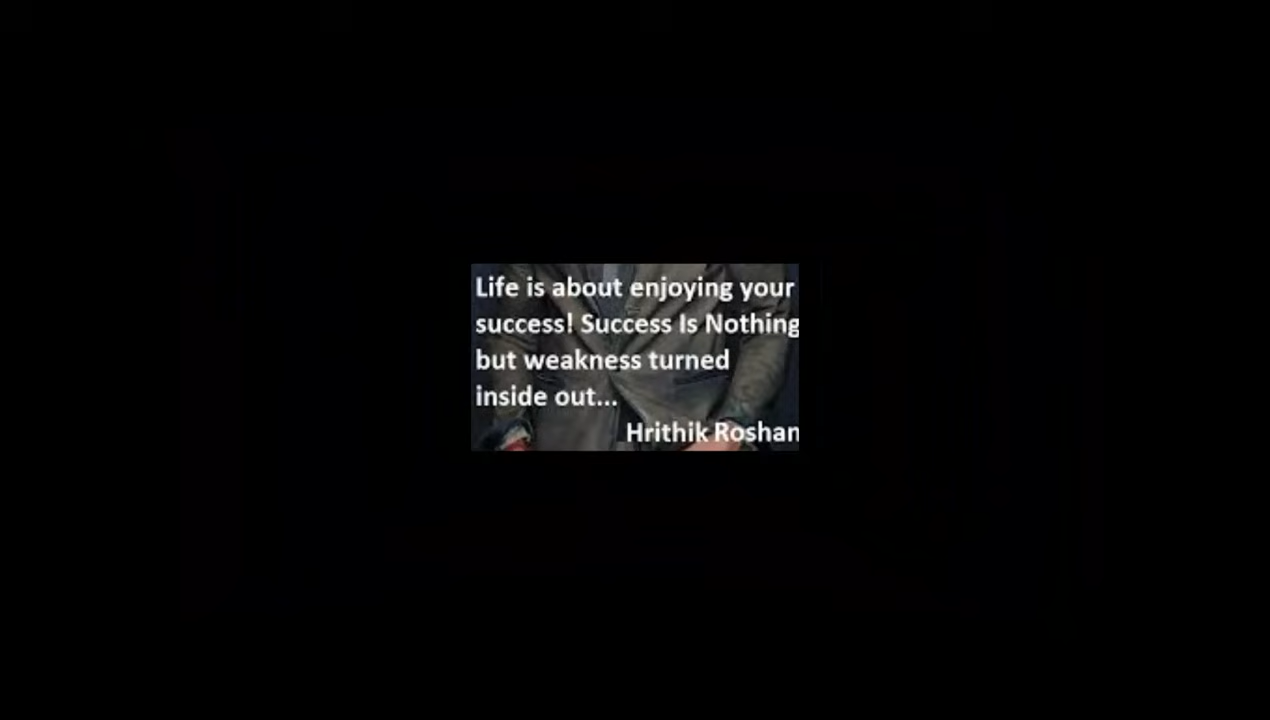 Life is about enjoying your
success! Success Is Nothing
but weakness turned
inside out...
Hrithik Roshan